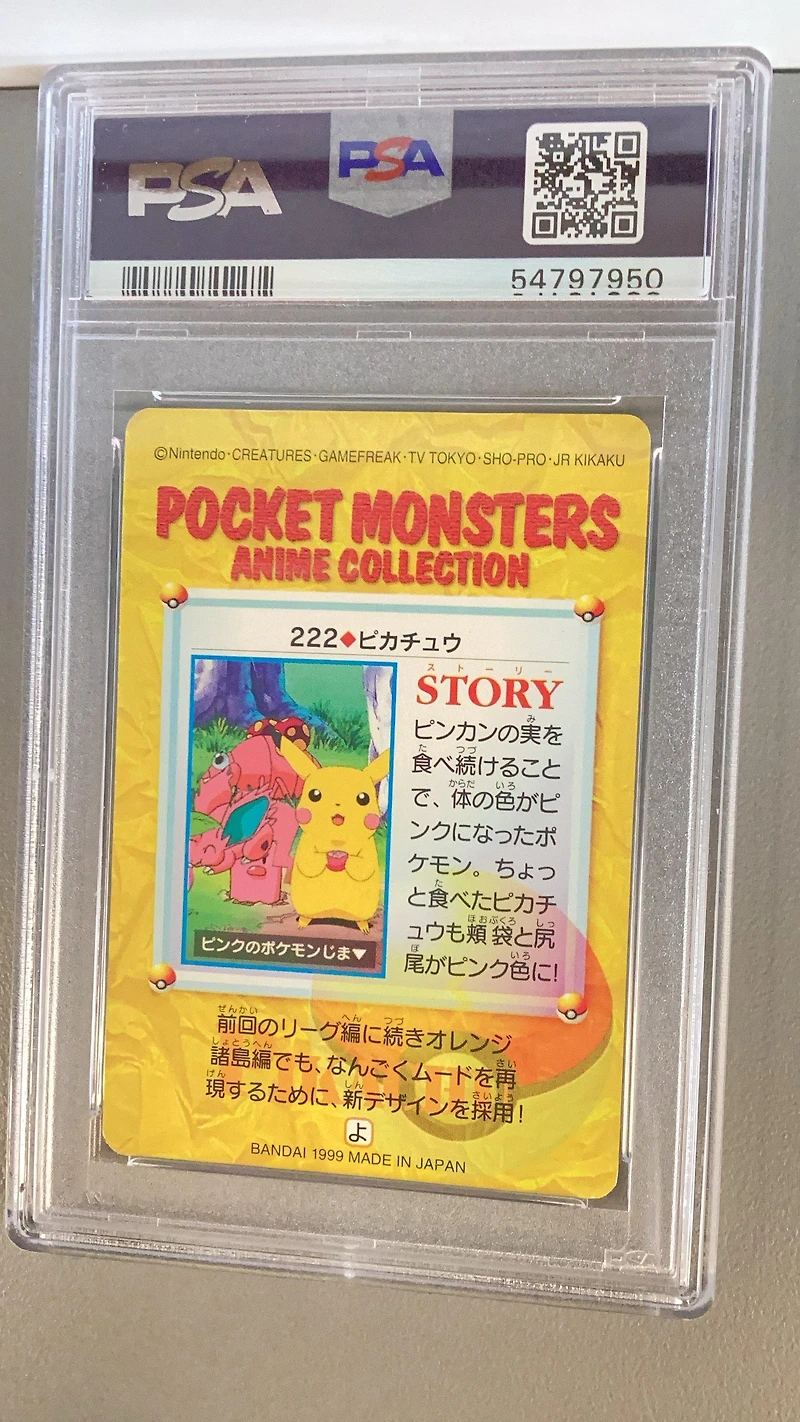 PSA
PSA
54797950
©Nintendo・CREATURES・GAMEFREAK・TV TOKYO・SHO-PRO・JR KIKAKU
POCKET MONSTERS
ANIME COLLECTION
222◆ピカチュウ
ストーリー
STORY
ピンカンの実を
食べ続けること
で、体の色がピ
ンクになったポ
ケモン。ちょっ
と食べたピカチ
ュウも頬袋と尻
尾がピンク色に!
ピンクのポケモンじま▼
前回のリーグ編に続きオレンジ
諸島編でも、なんごくムードを再
現するために、新デザインを採用!
よ
BANDAI 1999 MADE IN JAPAN
PSA